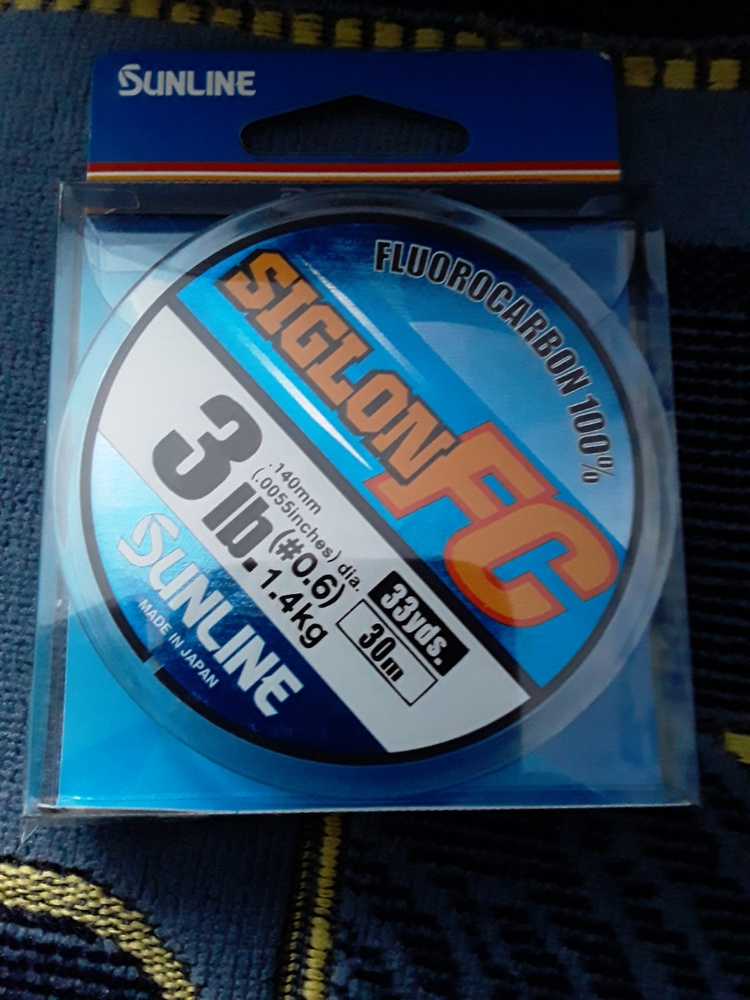 SUNLINE
FLUOROCARBON 100%
SIGLON FC
3 lb.
.140mm
(.0055inches) dia.
(#0.6)
1.4kg
33yds.
30m
SUNLINE
MADE IN JAPAN